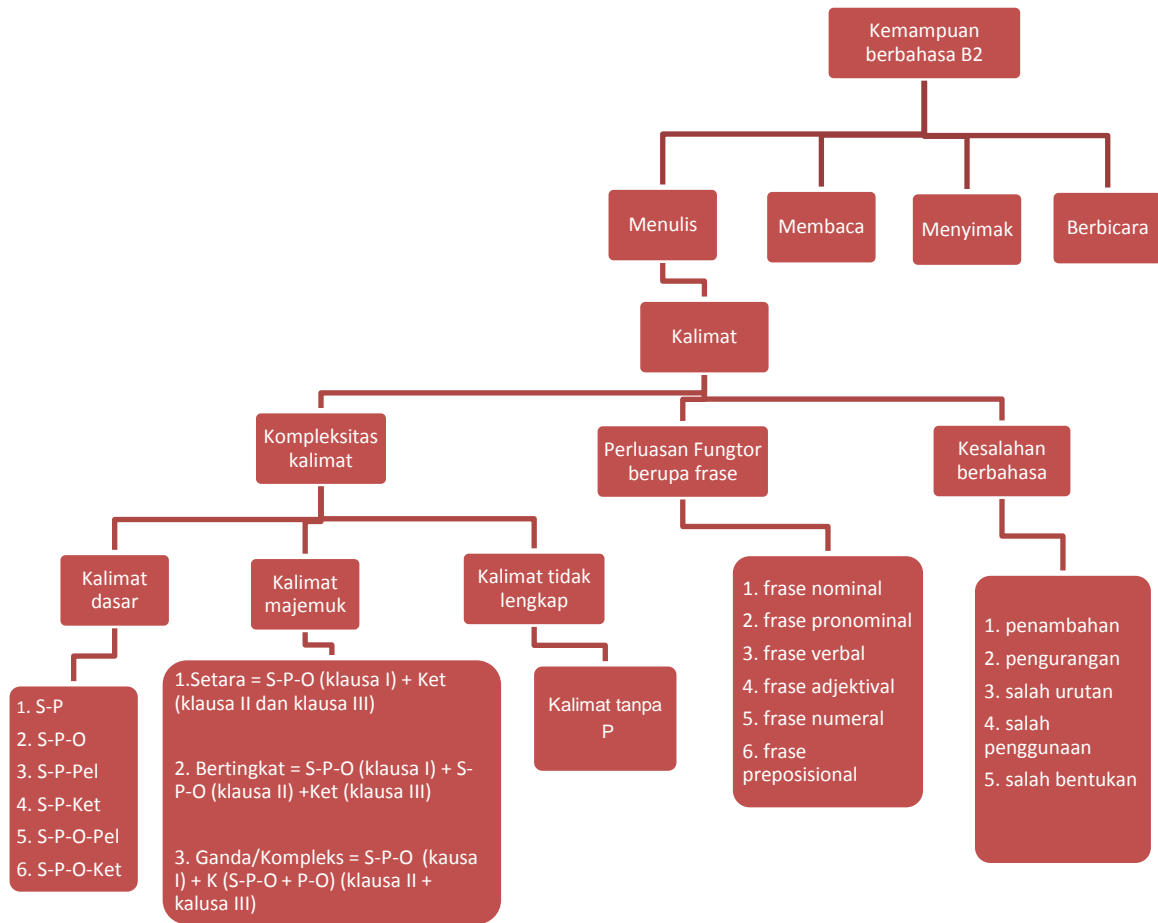 Kemampuan
berbahasa B2
Menulis
Membaca
Menyimak
Berbicara
Kalimat
Kompleksitas
kalimat
Perluasan Fungtor
berupa frase
Kesalahan
berbahasa
Kalimat
dasar
Kalimat
majemuk
Kalimat tidak
lengkap
1. S-P
2. S-P-O
3. S-P-Pel
4. S-P-Ket
5. S-P-O-Pel
6. S-P-O-Ket
1.Setara = S-P-O (klausa I) + Ket
(klausa II dan klausa III)
2. Bertingkat = S-P-O (klausa I) + S-
P-O (klausa II) +Ket (klausa III)
3. Ganda/Kompleks = S-P-O (kausa
I) + K (S-P-O + P-O) (klausa II +
kalusa III)
Kalimat tanpa
P
1. frase nominal
2. frase pronominal
3. frase verbal
4. frase adjektival
5. frase numeral
6. frase
preposisional
1. penambahan
2. pengurangan
3. salah urutan
4. salah
penggunaan
5. salah bentukan